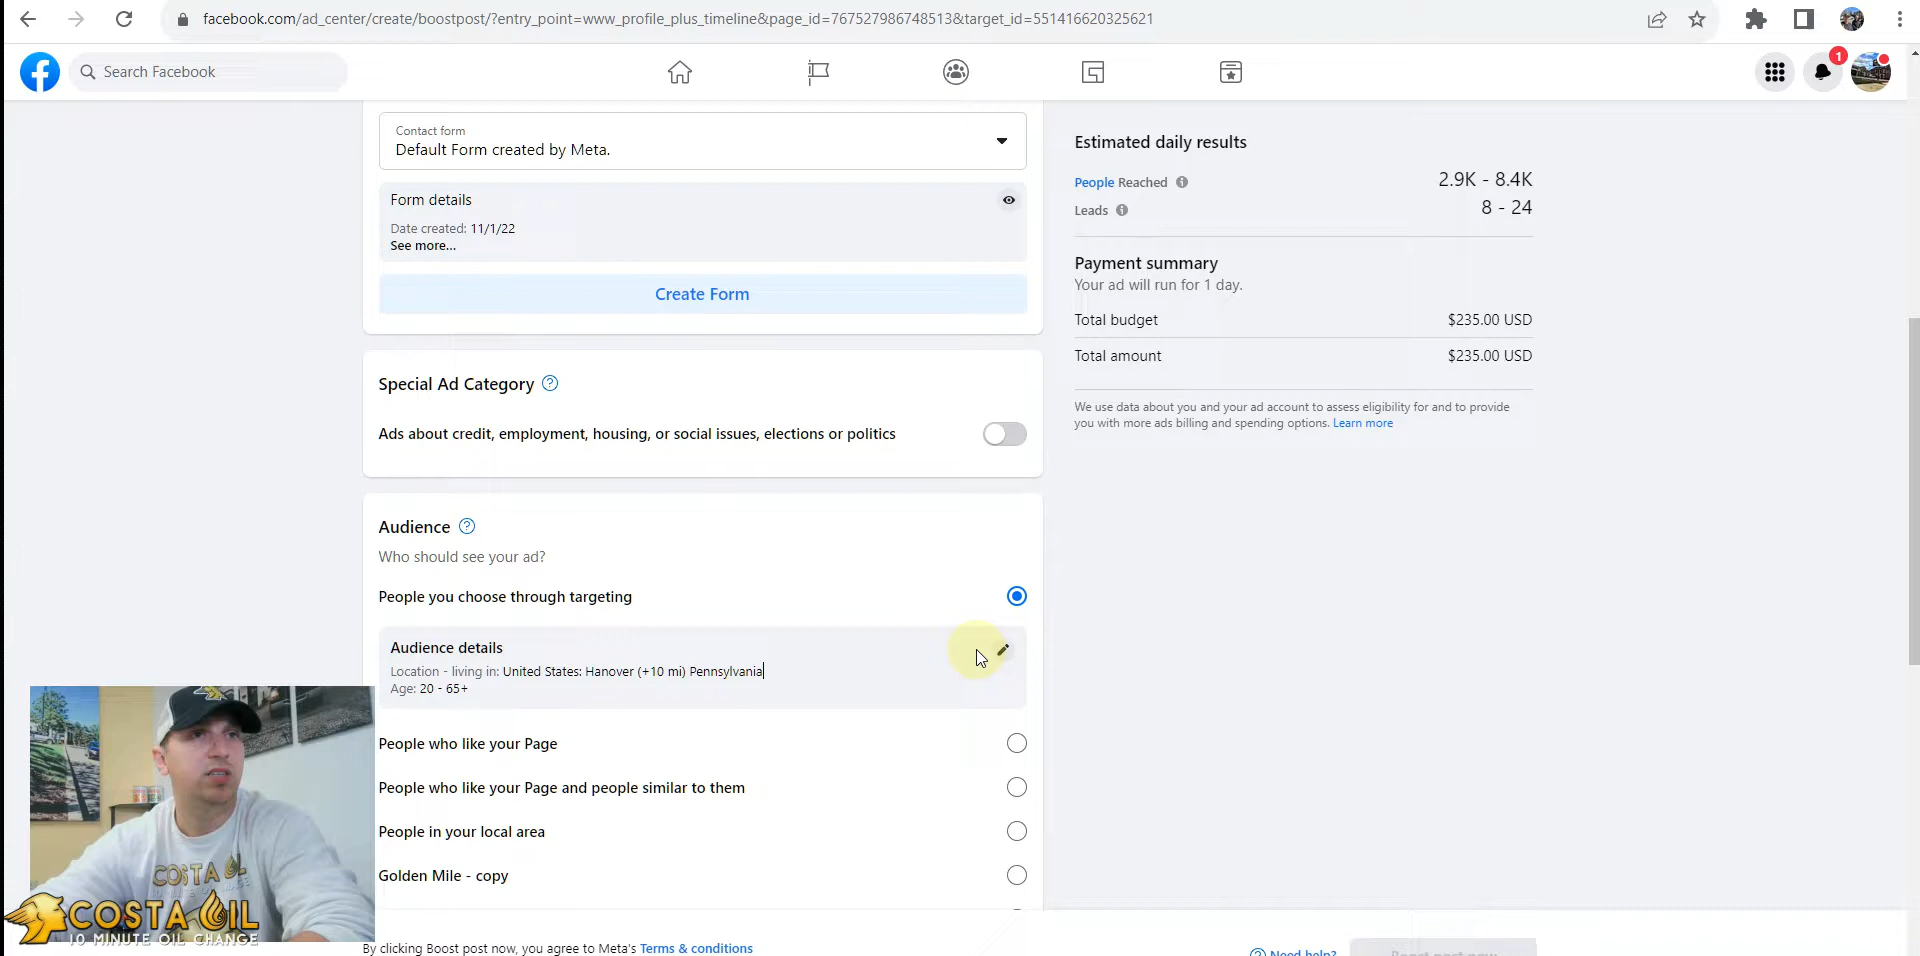 facebook.com/ad_center/create/boostpost/?entry_point=www_profile_plus_timeline&page_id=767527986748513&target_id=551416620325621
Search Facebook
1
Contact form
Default Form created by Meta.
Form details
Date created: 11/1/22
See more...
Create Form
Special Ad Category
Ads about credit, employment, housing, or social issues, elections or politics
Audience
Who should see your ad?
People you choose through targeting
Audience details
Location - living in: United States: Hanover (+10 mi) Pennsylvania
Age: 20 - 65+
People who like your Page
People who like your Page and people similar to them
People in your local area
Golden Mile - copy
By clicking Boost post now, you agree to Meta's Terms & conditions
Estimated daily results
People Reached 2.9K - 8.4K
Leads 8 - 24
Payment summary
Your ad will run for 1 day.
Total budget $235.00 USD
Total amount $235.00 USD
We use data about you and your ad account to assess eligibility for and to provide
you with more ads billing and spending options. Learn more
Need help?
Boost post now
COSTA OIL
COSTA OIL
10 MINUTE OIL CHANGE